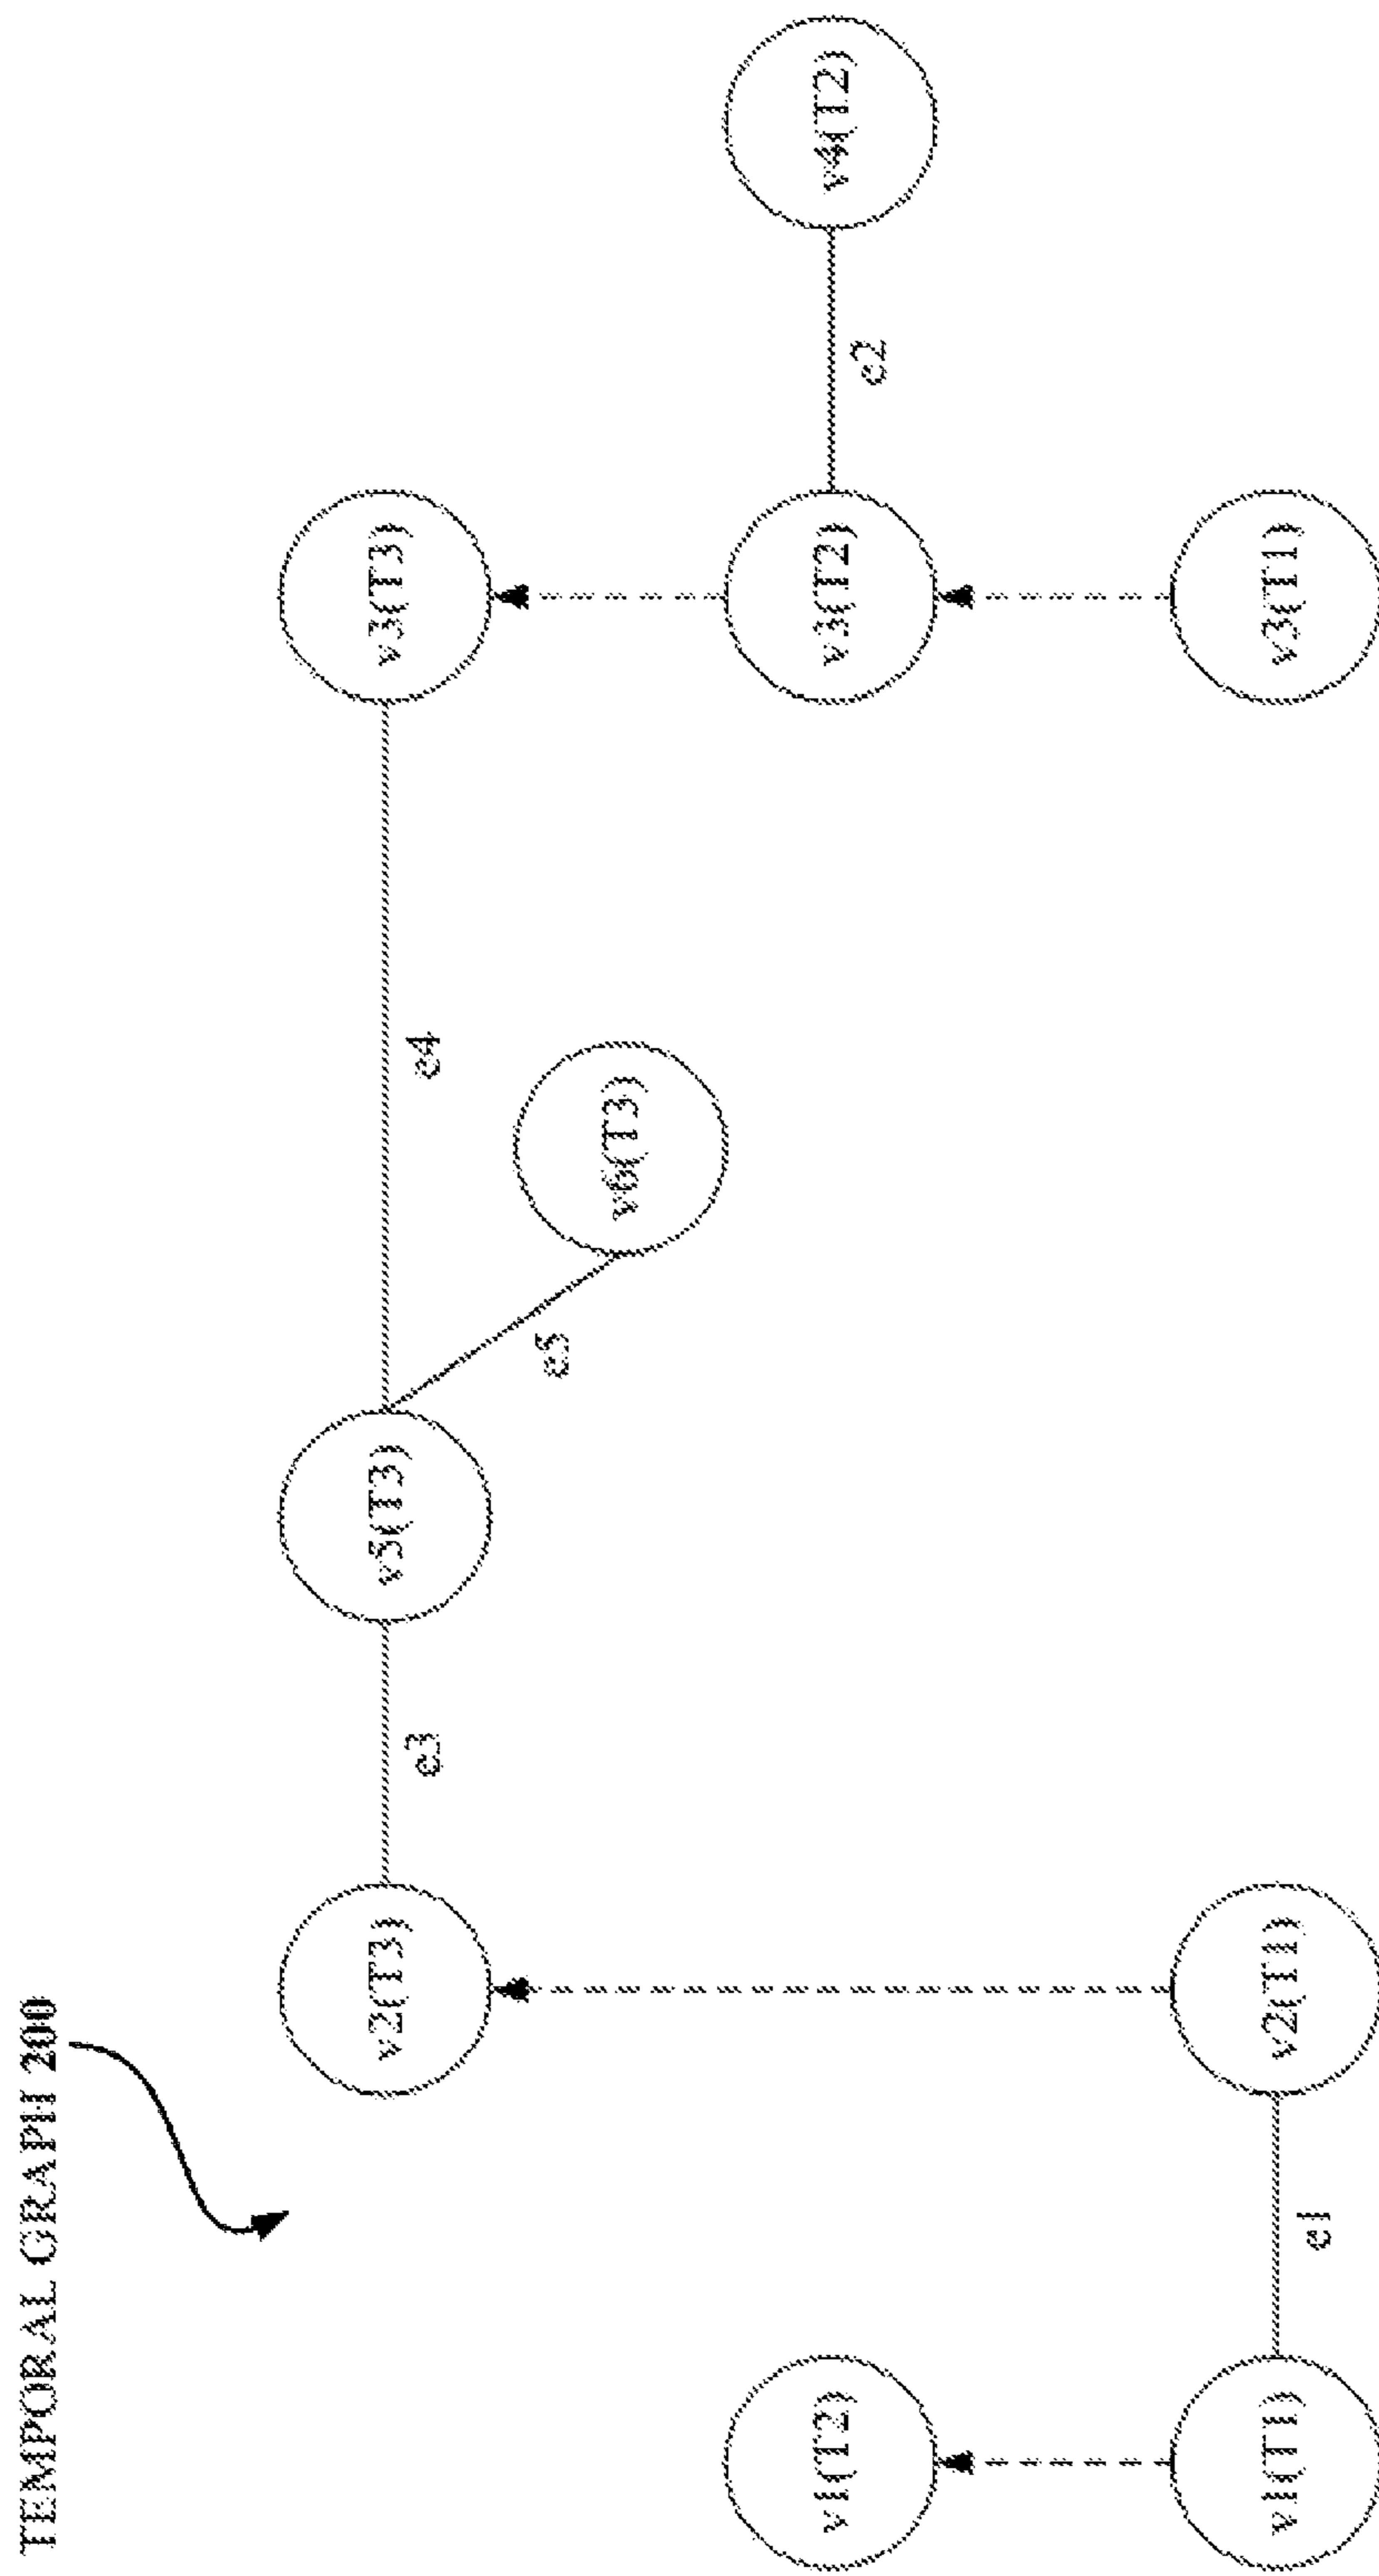 TEMPORAL GRAPH 200
v2(T3)
v5(T3)
v3(T3)
e3
e4
e5
v6(T3)
v1(T2)
v3(T2)
v4(T2)
e2
v1(T1)
v2(T1)
v3(T1)
e1